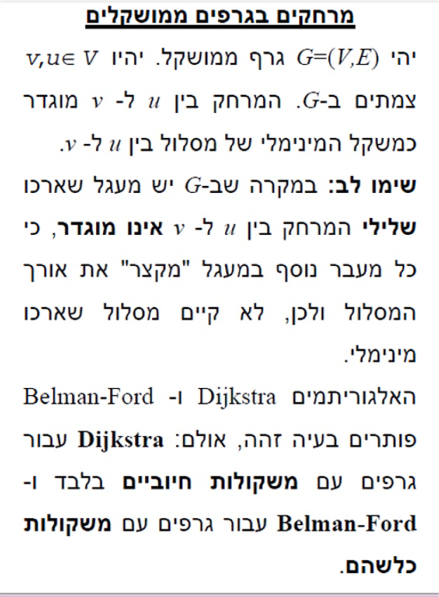 מרחקים בגרפים ממושקלים
יהי G=(V,E) גרף ממושקל. יהיו v,u∈ V
צמתים ב-G. המרחק בין u ל- v מוגדר
כמשקל המינימלי של מסלול בין u ל- v.
שימו לב: במקרה שב-G יש מעגל שארכו
שלילי המרחק בין u ל- v אינו מוגדר, כי
כל מעבר נוסף במעגל "מקצר" את אורך
המסלול ולכן, לא קיים מסלול שארכו
מינימלי.
האלגוריתמים Dijkstra ו- Belman-Ford
פותרים בעיה זהה, אולם: Dijkstra עבור
גרפים עם משקולות חיוביים בלבד ו-
Belman-Ford עבור גרפים עם משקולות
כלשהם.